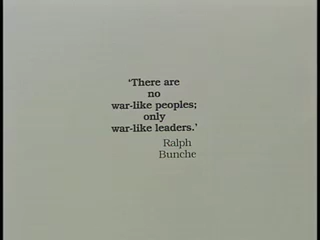 'There are
no
war-like peoples;
only
war-like leaders.'
Ralph
Bunche